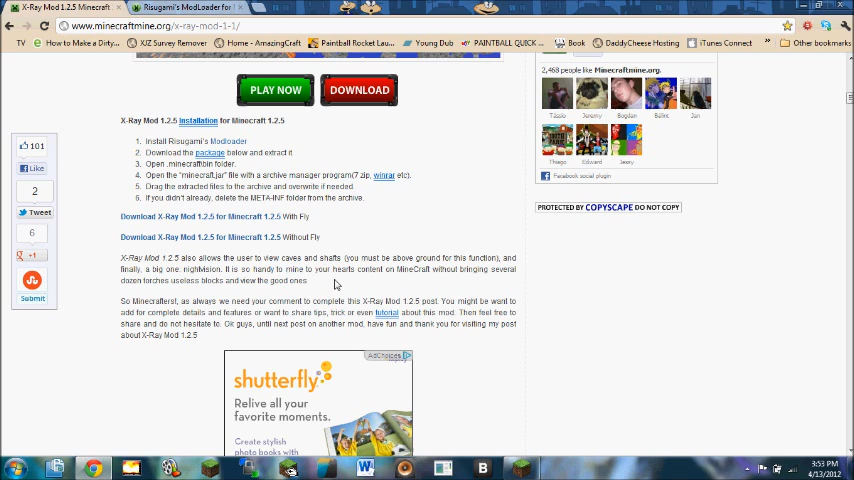 X-Ray Mod 1.2.5 Minecraft
Risugami's ModLoader for
www.minecraftmine.org/x-ray-mod-1-1/
TV
How to Make a Dirty...
XJZ Survey Remover
Home - AmazingCraft
Paintball Rocket Lau...
Young Dub
PAINTBALL QUICK ...
Book
DaddyCheese Hosting
iTunes Connect
»
Other bookmarks
PLAY NOW
DOWNLOAD
X-Ray Mod 1.2.5 Installation for Minecraft 1.2.5
1. Install Risugami's Modloader
2. Download the package below and extract it.
3. Open .minecraft\bin folder.
4. Open the "minecraft.jar" file with a archive manager program(7 zip, winrar etc).
5. Drag the extracted files to the archive and overwrite if needed.
6. If you didn't already, delete the META-INF folder from the archive.
Download X-Ray Mod 1.2.5 for Minecraft 1.2.5 With Fly
Download X-Ray Mod 1.2.5 for Minecraft 1.2.5 Without Fly
X-Ray Mod 1.2.5 also allows the user to view caves and shafts (you must be above ground for this function), and
finally, a big one: nightvision. It is so handy to mine to your hearts content on MineCraft without bringing several
dozen torches useless blocks and view the good ones
So Minecrafterst, as always we need your comment to complete this X-Ray Mod 1.2.5 post. You might be want to
add for complete details and features or want to share tips, trick or even tutorial about this mod. Then feel free to
share and do not hesitate to. Ok guys, until next post on another mod, have fun and thank you for visiting my post
about X-Ray Mod 1.2.5
101
Like
2
Tweet
6
+1
Submit
2,468 people like Minecraftmine.org.
Tássio
Jeremy
Bogdan
Bálint
Jan
Thiego
Edward
Jeory
Facebook social plugin
PROTECTED BY COPYSCAPE DO NOT COPY
AdChoices
shutterfly
Relive all your
favorite moments.
Create stylish
photo books with
3:53 PM
4/13/2012